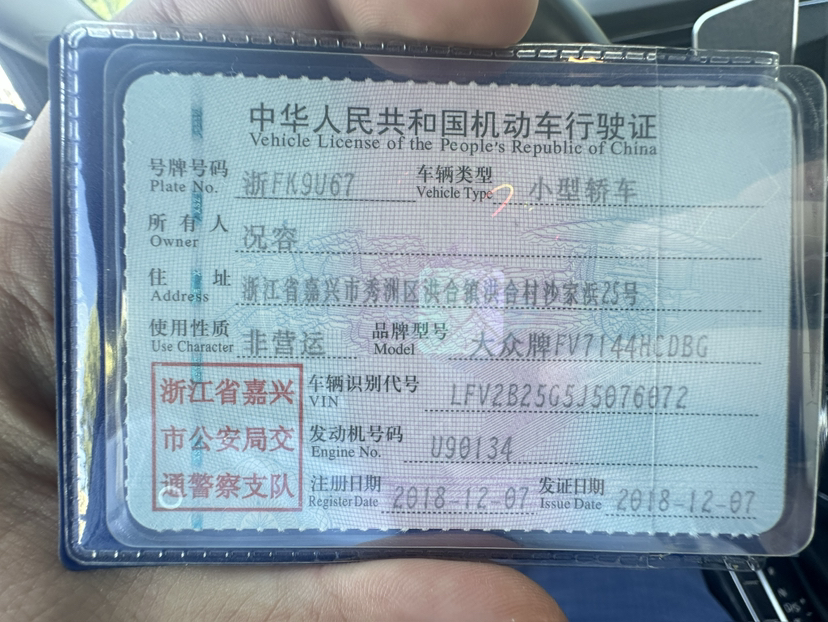 中华人民共和国机动车行驶证
Vehicle License of the People's Republic of China
号牌号码 浙FK9U67 车辆类型 小型轿车
Plate No. Vehicle Type
所有人 况容
Owner
住址 浙江省嘉兴市秀洲区洪合镇洪合村沙家浜25号
Address
使用性质 非营运 品牌型号 大众牌FV7144HCDBG
Use Character Model
浙江省嘉兴
市公安局交
通警察支队
车辆识别代号 LFV2B25G5J5076072
VIN
发动机号码 U90134
Engine No.
注册日期 2018-12-07 发证日期 2018-12-07
Register Date Issue Date